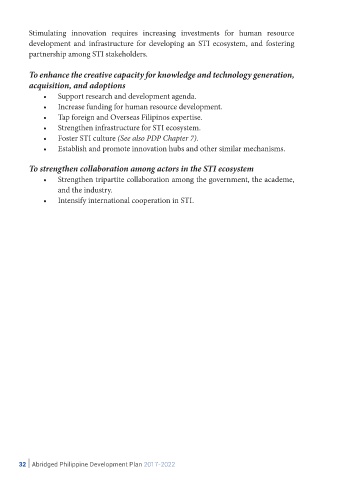 Stimulating innovation requires increasing investments for human resource
development and infrastructure for developing an STI ecosystem, and fostering
partnership among STI stakeholders.
To enhance the creative capacity for knowledge and technology generation,
acquisition, and adoptions
• Support research and development agenda.
• Increase funding for human resource development.
• Tap foreign and Overseas Filipinos expertise.
• Strengthen infrastructure for STI ecosystem.
• Foster STI culture (See also PDP Chapter 7).
• Establish and promote innovation hubs and other similar mechanisms.
To strengthen collaboration among actors in the STI ecosystem
• Strengthen tripartite collaboration among the government, the academe,
and the industry.
• Intensify international cooperation in STI.
32 | Abridged Philippine Development Plan 2017-2022